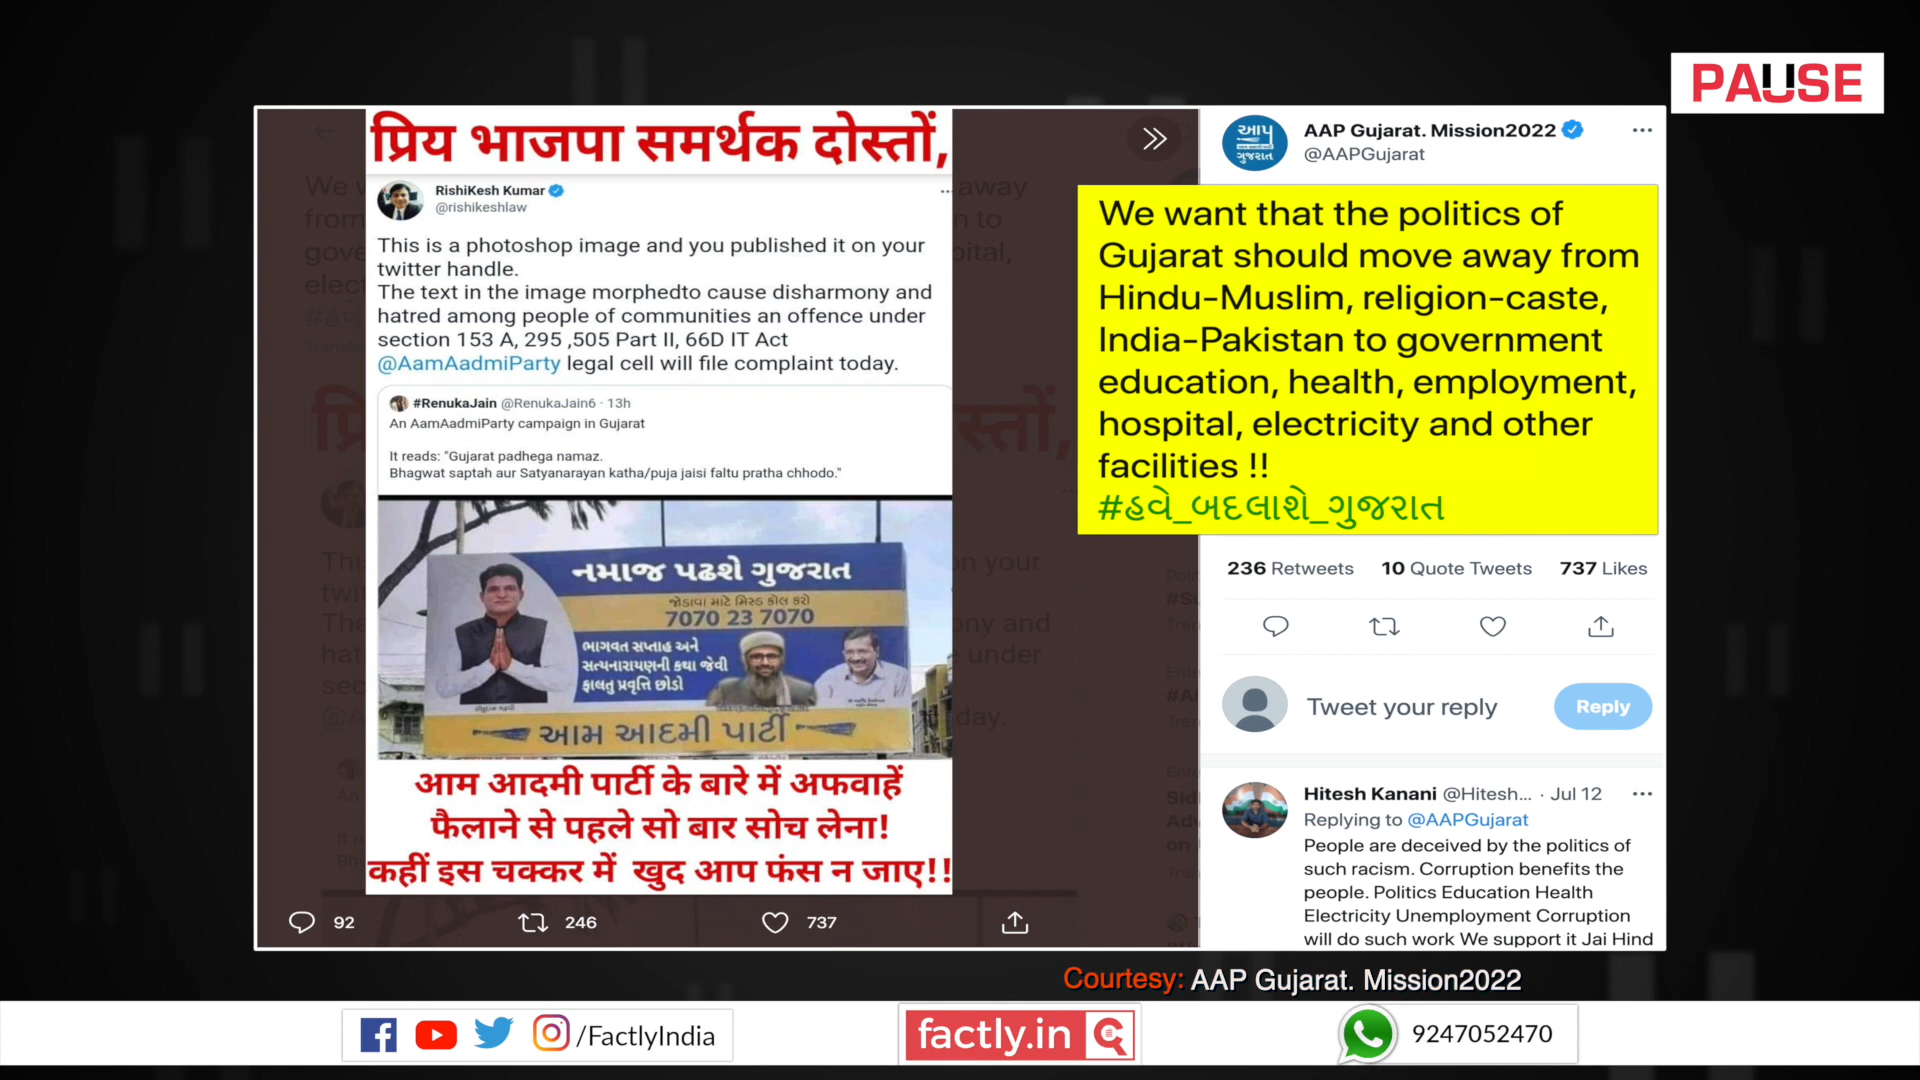 PAUSE
प्रिय भाजपा समर्थक दोस्तों,
RishiKesh Kumar
@rishikeshlaw
This is a photoshop image and you published it on your
twitter handle.
The text in the image morphedto cause disharmony and
hatred among people of communities an offence under
section 153 A, 295 ,505 Part II, 66D IT Act
@AamAadmiParty legal cell will file complaint today.
#RenukaJain @RenukaJain6 · 13h
An AamAadmiParty campaign in Gujarat
It reads: "Gujarat padhega namaz.
Bhagwat saptah aur Satyanarayan katha/puja jaisi faltu pratha chhodo."
નમાજ પઢશે ગુજરાત
જોડાવા માટે મિસ્ડ કોલ કરો
7070 23 7070
ભાગવત સપ્તાહ અને
સત્યનારાયણની કથા જેવી
ફાલતુ પ્રવૃત્તિ છોડો
આમ આદમી પાર્ટી
आम आदमी पार्टी के बारे में अफवाहें
फैलाने से पहले सो बार सोच लेना!
कहीं इस चक्कर में खुद आप फंस न जाए!!
92 246 737
આપ
ગુજરાત
AAP Gujarat. Mission2022
@AAPGujarat
We want that the politics of
Gujarat should move away from
Hindu-Muslim, religion-caste,
India-Pakistan to government
education, health, employment,
hospital, electricity and other
facilities !!
#હવે_બદલાશે_ગુજરાત
236 Retweets 10 Quote Tweets 737 Likes
Tweet your reply
Reply
Hitesh Kanani @Hitesh... · Jul 12
Replying to @AAPGujarat
People are deceived by the politics of
such racism. Corruption benefits the
people. Politics Education Health
Electricity Unemployment Corruption
will do such work We support it Jai Hind
Courtesy: AAP Gujarat. Mission2022
/FactlyIndia
factly.in
9247052470